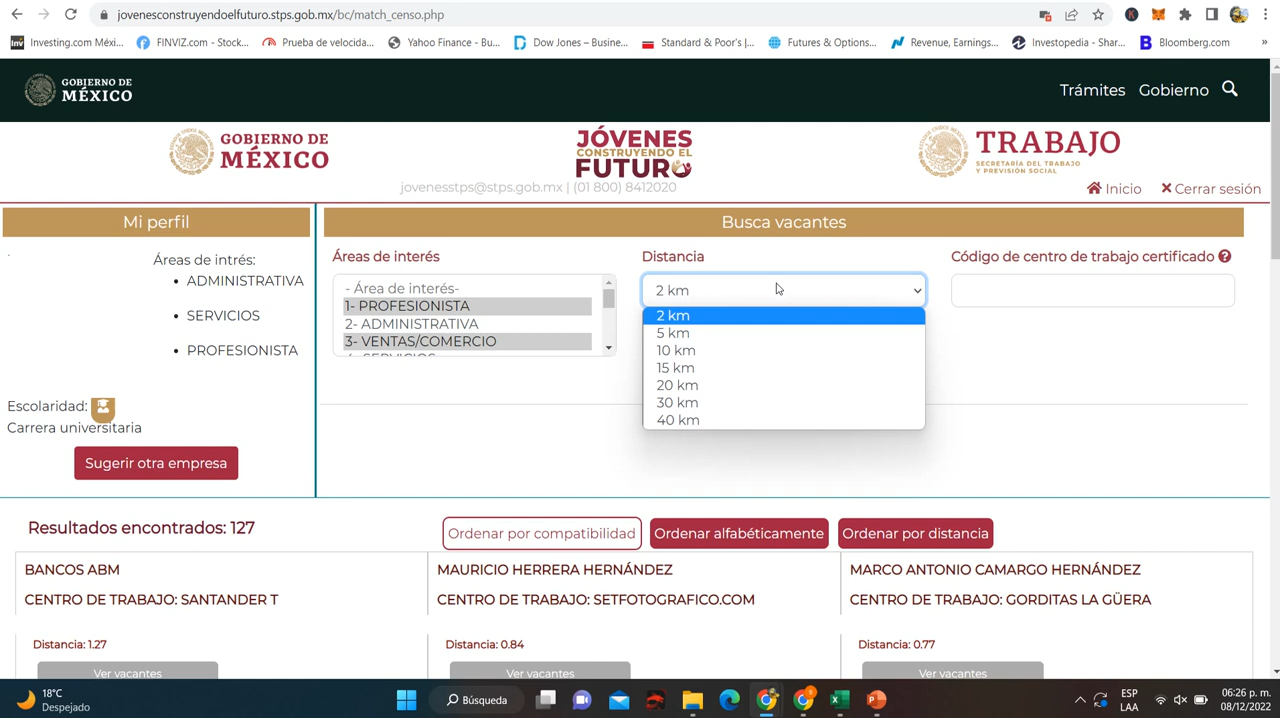 jovenesconstruyendoelfuturo.stps.gob.mx/bc/match_censo.php
Investing.com Méxi...
FINVIZ.com - Stock...
Prueba de velocida...
Yahoo Finance - Bu...
Dow Jones – Busine...
Standard & Poor's |...
Futures & Options...
Revenue, Earnings...
Investopedia - Shar...
Bloomberg.com
»
GOBIERNO DE
MÉXICO
Trámites Gobierno
GOBIERNO DE
MÉXICO
JÓVENES
CONSTRUYENDO EL
FUTURO
TRABAJO
SECRETARÍA DEL TRABAJO
Y PREVISIÓN SOCIAL
jovenesstps@stps.gob.mx | (01 800) 8412020
Inicio
Cerrar sesión
Mi perfil
Áreas de intrés:
ADMINISTRATIVA
SERVICIOS
PROFESIONISTA
Escolaridad:
Carrera universitaria
Sugerir otra empresa
Busca vacantes
Áreas de interés
- Área de interés-
1- PROFESIONISTA
2- ADMINISTRATIVA
3- VENTAS/COMERCIO
4- SERVICIOS
Distancia
2 km
2 km
5 km
10 km
15 km
20 km
30 km
40 km
Código de centro de trabajo certificado ?
Resultados encontrados: 127
Ordenar por compatibilidad
Ordenar alfabéticamente
Ordenar por distancia
BANCOS ABM
CENTRO DE TRABAJO: SANTANDER T
Distancia: 1.27
Ver vacantes
MAURICIO HERRERA HERNÁNDEZ
CENTRO DE TRABAJO: SETFOTOGRAFICO.COM
Distancia: 0.84
Ver vacantes
MARCO ANTONIO CAMARGO HERNÁNDEZ
CENTRO DE TRABAJO: GORDITAS LA GÜERA
Distancia: 0.77
Ver vacantes
18°C
Despejado
Búsqueda
ESP
LAA
06:26 p. m.
08/12/2022